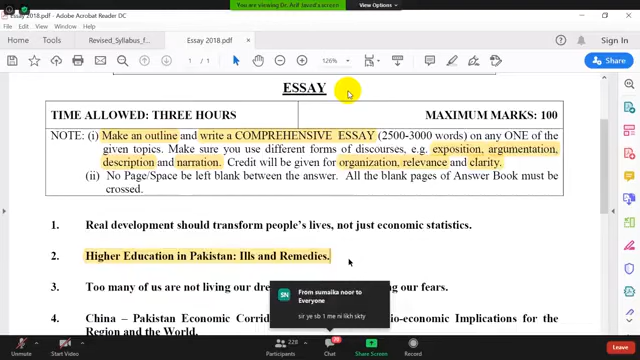 Essay 2018.pdf - Adobe Acrobat Reader DC
You are viewing Dr. Arif
View Options
File Edit View Sign Window Help
Home Tools
Revised_Syllabus_f...
Essay 2018.pdf
Sign In
1 / 1
126%
Share
ESSAY
TIME ALLOWED: THREE HOURS
MAXIMUM MARKS: 100
NOTE: (i) Make an outline and write a COMPREHENSIVE ESSAY (2500-3000 words) on any ONE of the
given topics. Make sure you use different forms of discourses, e.g. exposition, argumentation,
description and narration. Credit will be given for organization, relevance and clarity.
(ii) No Page/Space be left blank between the answer. All the blank pages of Answer Book must be
crossed.
1. Real development should transform people's lives, not just economic statistics.
2. Higher Education in Pakistan: Ills and Remedies.
3. Too many of us are not living our ing our fears.
4. China – Pakistan Economic io-economic Implications for the
Region and the World.
SN
From sumaika noor to
Everyone
sir ye sb 1 me ni likh skty
Unmute
Start Video
228
Participants
Chat
Share Screen
Record
Leave